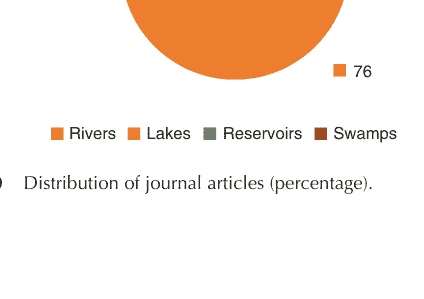 76
Rivers Lakes Reservoirs Swamps
Distribution of journal articles (percentage).